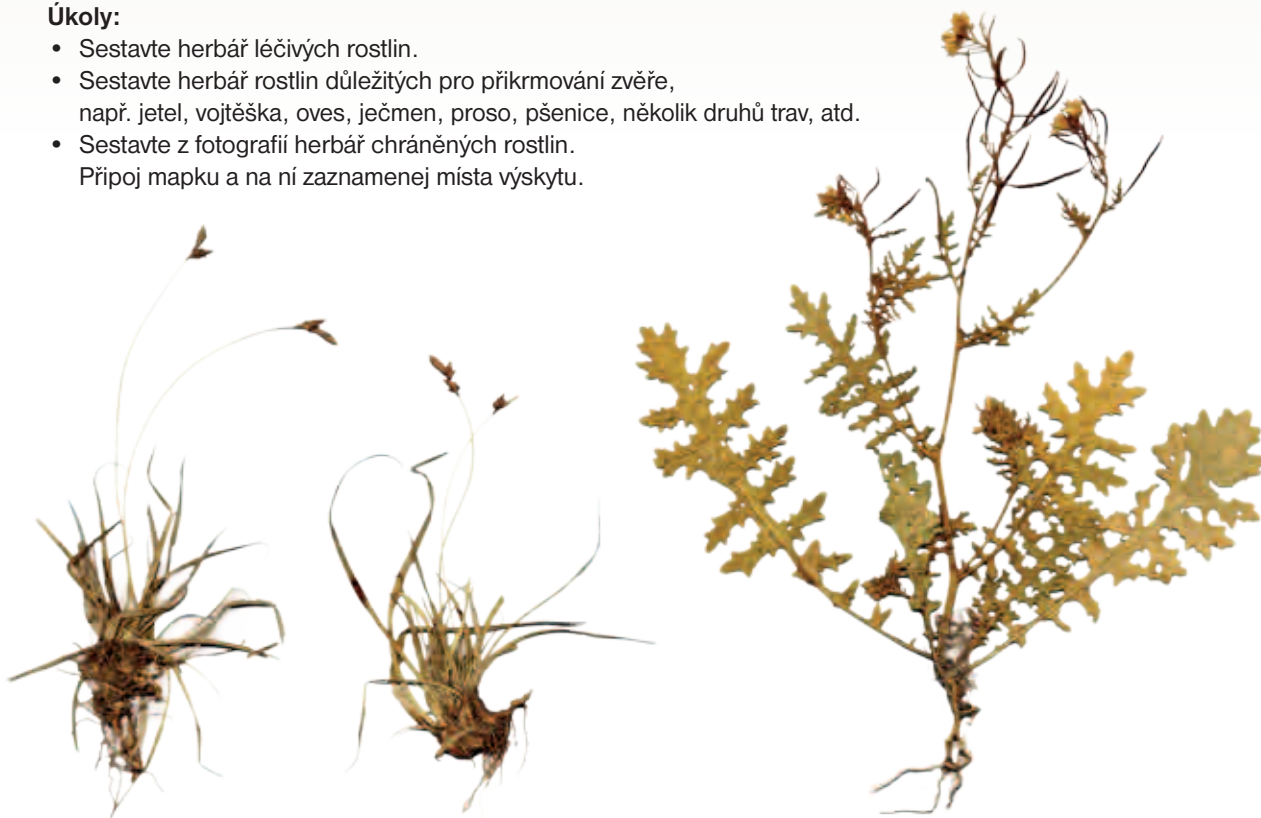 Úkoly:
• Sestavte herbář léčivých rostlin.
• Sestavte herbář rostlin důležitých pro přikrmování zvěře,
např. jetel, vojtěška, oves, ječmen, proso, pšenice, několik druhů trav, atd.
• Sestavte z fotografií herbář chráněných rostlin.
Připoj mapku a na ní zaznamenej místa výskytu.